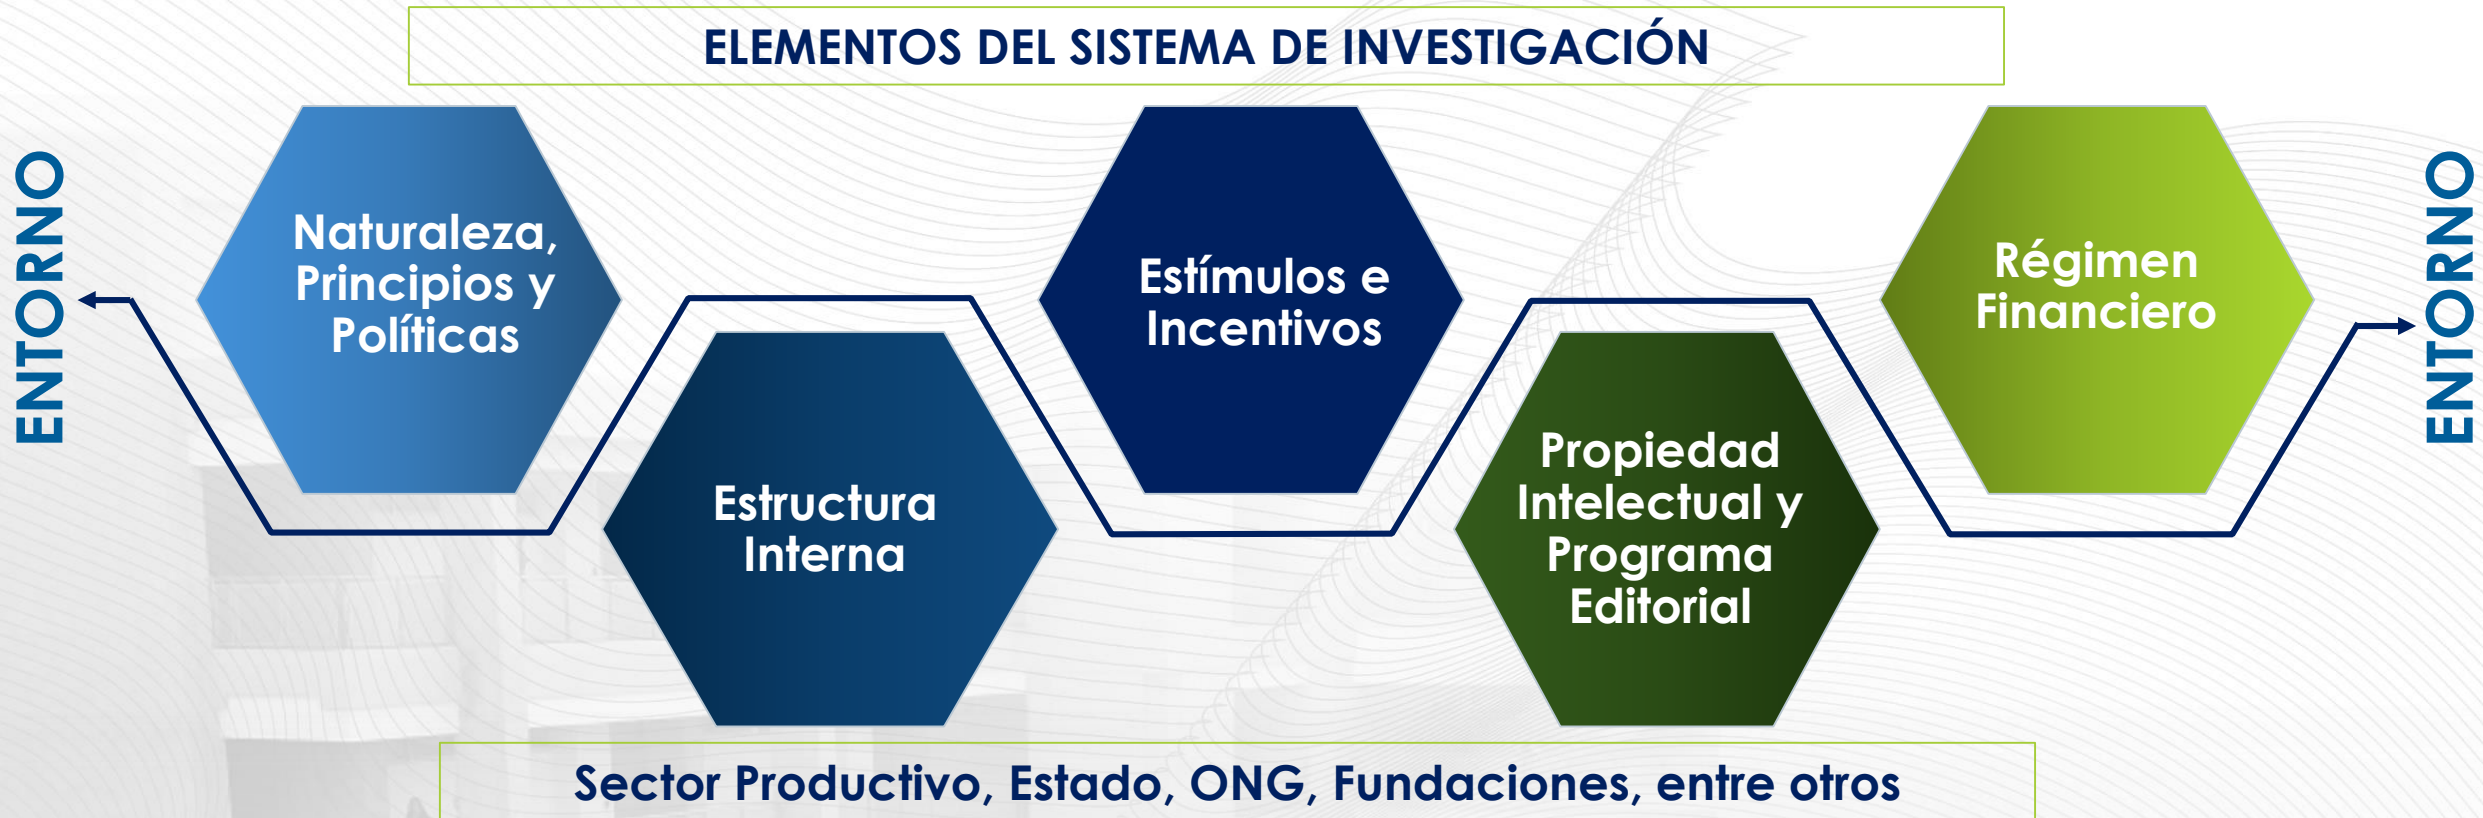 ELEMENTOS DEL SISTEMA DE INVESTIGACIÓN
ENTORNO
Naturaleza,
Principios y
Políticas
Estructura
Interna
Estímulos e
Incentivos
Propiedad
Intelectual y
Programa
Editorial
Régimen
Financiero
ENTORNO
Sector Productivo, Estado, ONG, Fundaciones, entre otros